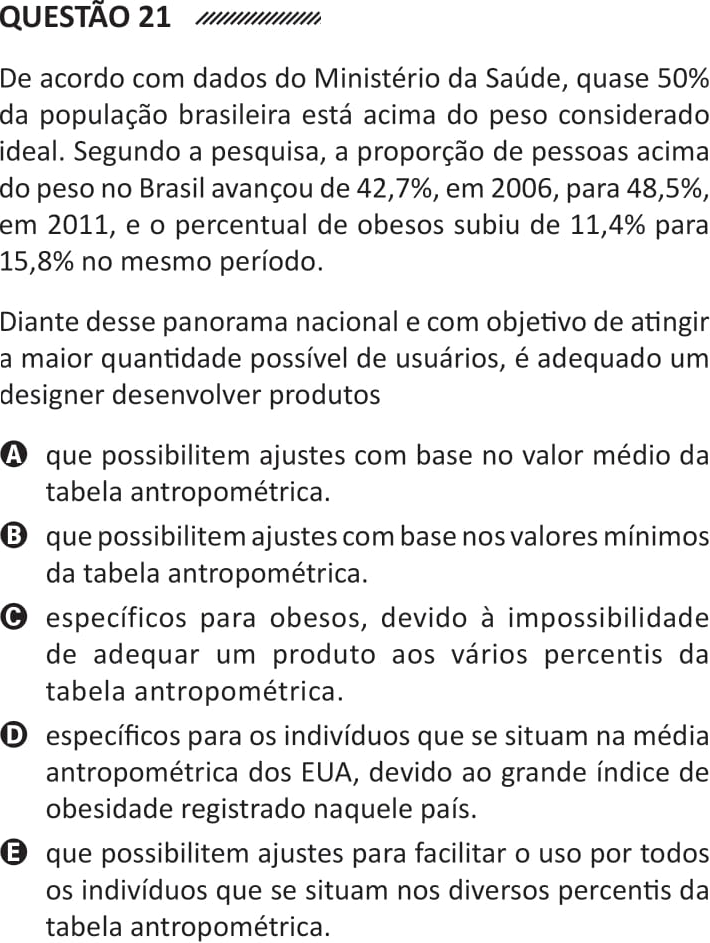 QUESTÃO 21
De acordo com dados do Ministério da Saúde, quase 50%
da população brasileira está acima do peso considerado
ideal. Segundo a pesquisa, a proporção de pessoas acima
do peso no Brasil avançou de 42,7%, em 2006, para 48,5%,
em 2011, e o percentual de obesos subiu de 11,4% para
15,8% no mesmo período.
Diante desse panorama nacional e com objetivo de atingir
a maior quantidade possível de usuários, é adequado um
designer desenvolver produtos
A que possibilitem ajustes com base no valor médio da
tabela antropométrica.
B que possibilitem ajustes com base nos valores mínimos
da tabela antropométrica.
C específicos para obesos, devido à impossibilidade
de adequar um produto aos vários percentis da
tabela antropométrica.
D específicos para os indivíduos que se situam na média
antropométrica dos EUA, devido ao grande índice de
obesidade registrado naquele país.
E que possibilitem ajustes para facilitar o uso por todos
os indivíduos que se situam nos diversos percentis da
tabela antropométrica.